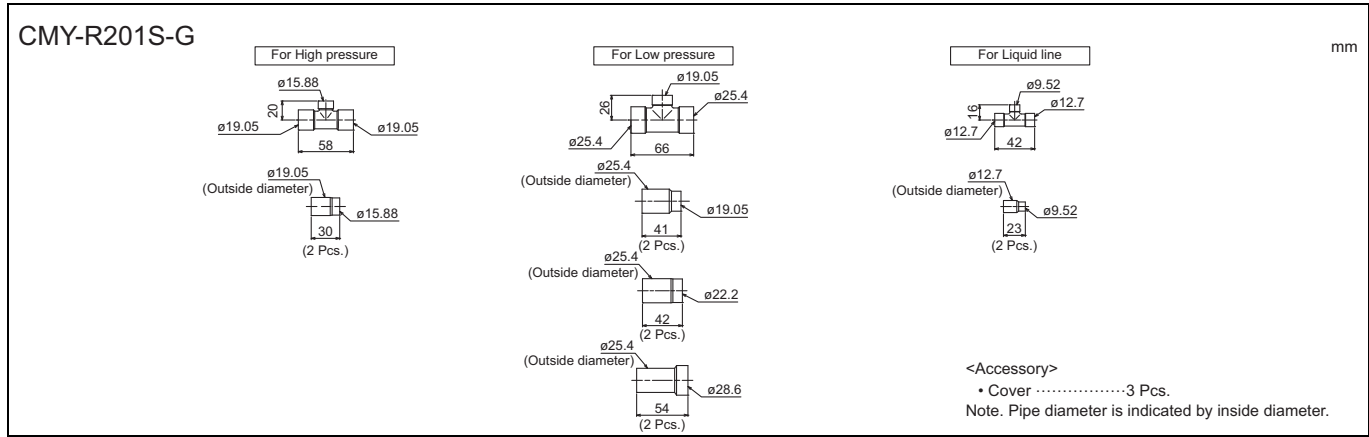 CMY-R201S-G
mm
For High pressure
ø15.88
20
ø19.05
ø19.05
58
ø19.05
(Outside diameter)
ø15.88
30
(2 Pcs.)
For Low pressure
ø19.05
26
ø25.4
ø25.4
66
ø25.4
(Outside diameter)
ø19.05
41
(2 Pcs.)
ø25.4
(Outside diameter)
ø22.2
42
(2 Pcs.)
ø25.4
(Outside diameter)
ø28.6
54
(2 Pcs.)
For Liquid line
ø9.52
16
ø12.7
ø12.7
42
ø12.7
(Outside diameter)
ø9.52
23
(2 Pcs.)
<Accessory>
• Cover ·················3 Pcs.
Note. Pipe diameter is indicated by inside diameter.